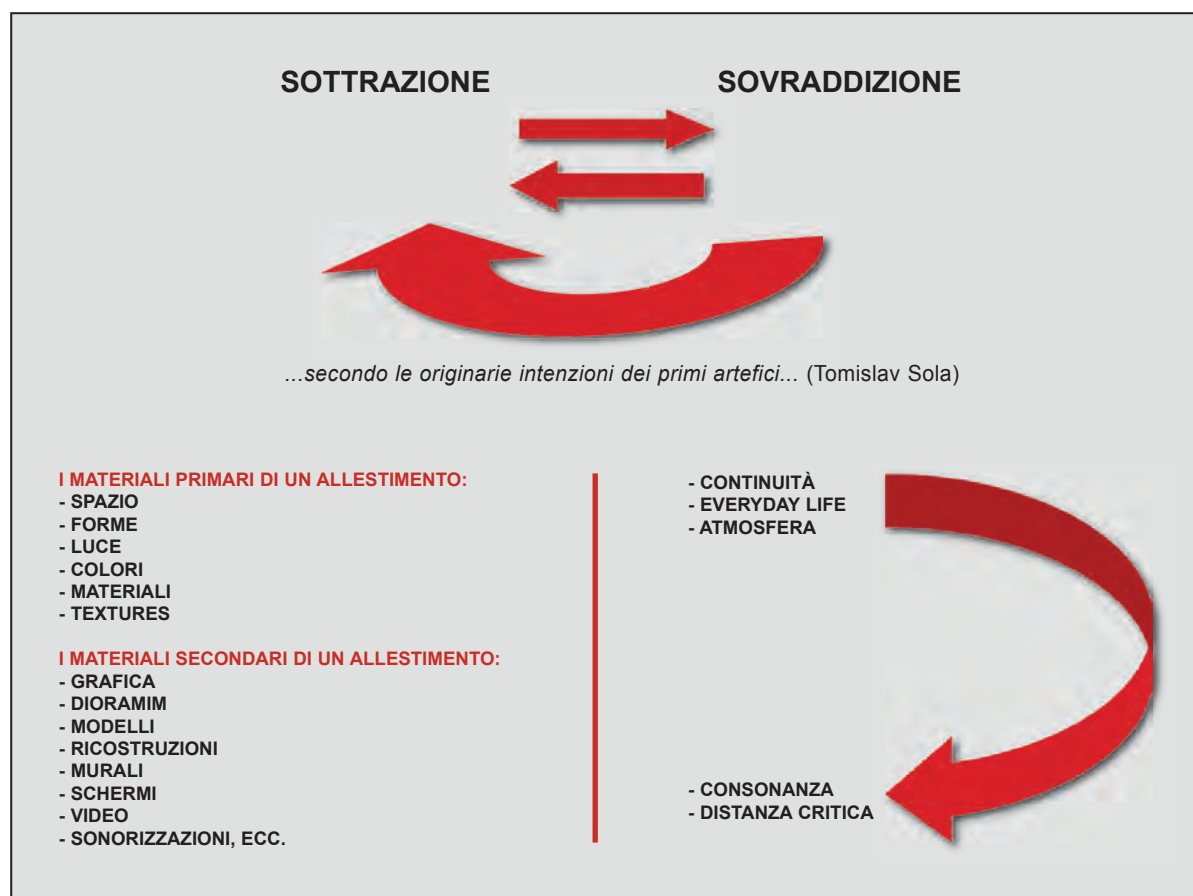 SOTTRAZIONE SOVRADDIZIONE
...secondo le originarie intenzioni dei primi artefici... (Tomislav Sola)
I MATERIALI PRIMARI DI UN ALLESTIMENTO:
- SPAZIO
- FORME
- LUCE
- COLORI
- MATERIALI
- TEXTURES
I MATERIALI SECONDARI DI UN ALLESTIMENTO:
- GRAFICA
- DIORAMIM
- MODELLI
- RICOSTRUZIONI
- MURALI
- SCHERMI
- VIDEO
- SONORIZZAZIONI, ECC.
- CONTINUITÀ
- EVERYDAY LIFE
- ATMOSFERA
- CONSONANZA
- DISTANZA CRITICA